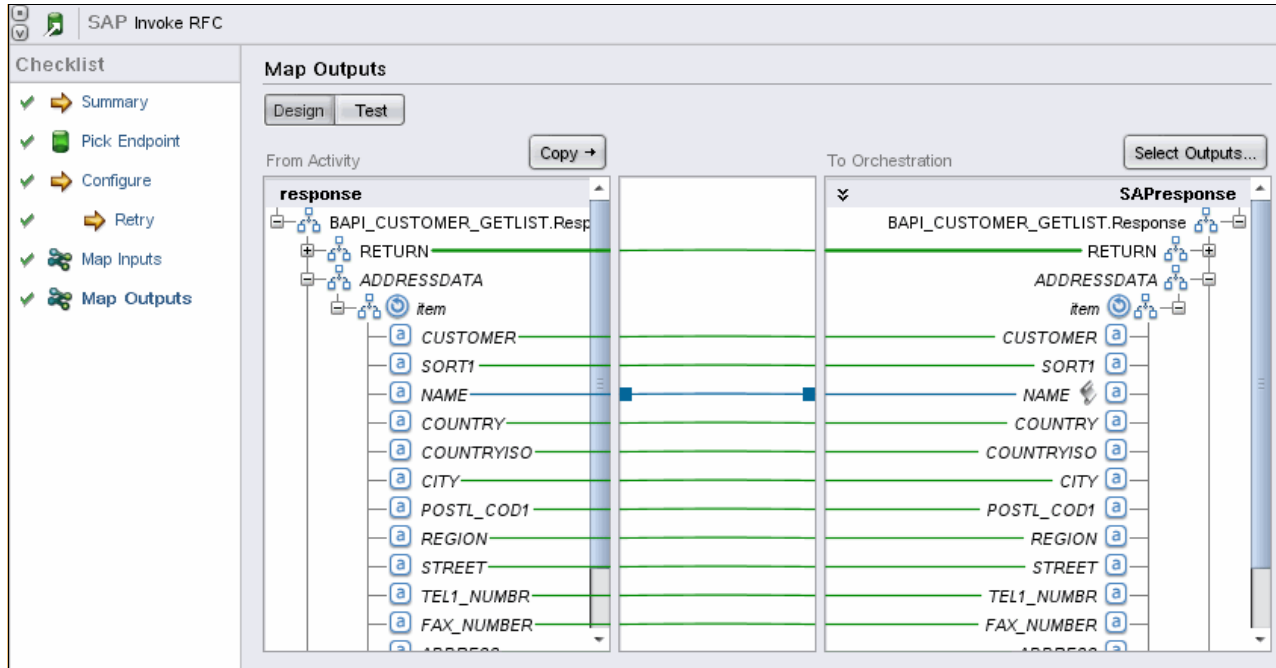 SAP Invoke RFC
Checklist
Summary
Pick Endpoint
Configure
Retry
Map Inputs
Map Outputs
Map Outputs
Design Test
From Activity Copy → To Orchestration Select Outputs...
response SAPresponse
BAPI_CUSTOMER_GETLIST.Resp BAPI_CUSTOMER_GETLIST.Response
RETURN RETURN
ADDRESSDATA ADDRESSDATA
item item
a CUSTOMER CUSTOMER a
a SORT1 SORT1 a
a NAME NAME a
a COUNTRY COUNTRY a
a COUNTRYISO COUNTRYISO a
a CITY CITY a
a POSTL_COD1 POSTL_COD1 a
a REGION REGION a
a STREET STREET a
a TEL1_NUMBR TEL1_NUMBR a
a FAX_NUMBER FAX_NUMBER a